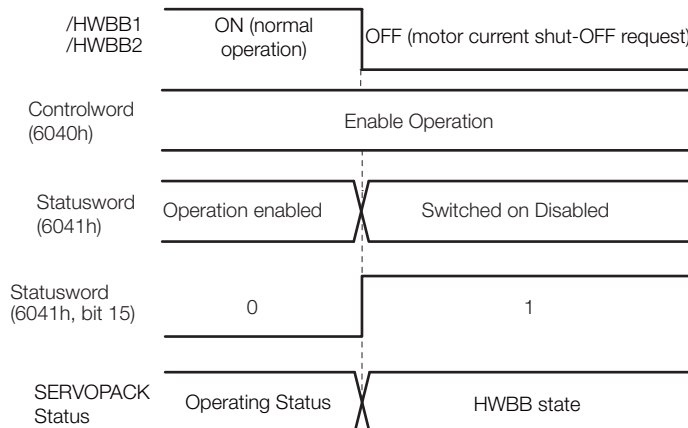 /HWBB1
/HWBB2
ON (normal
operation)
OFF (motor current shut-OFF request)
Controlword
(6040h)
Enable Operation
Statusword
(6041h)
Operation enabled
Switched on Disabled
Statusword
(6041h, bit 15)
0
1
SERVOPACK
Status
Operating Status
HWBB state